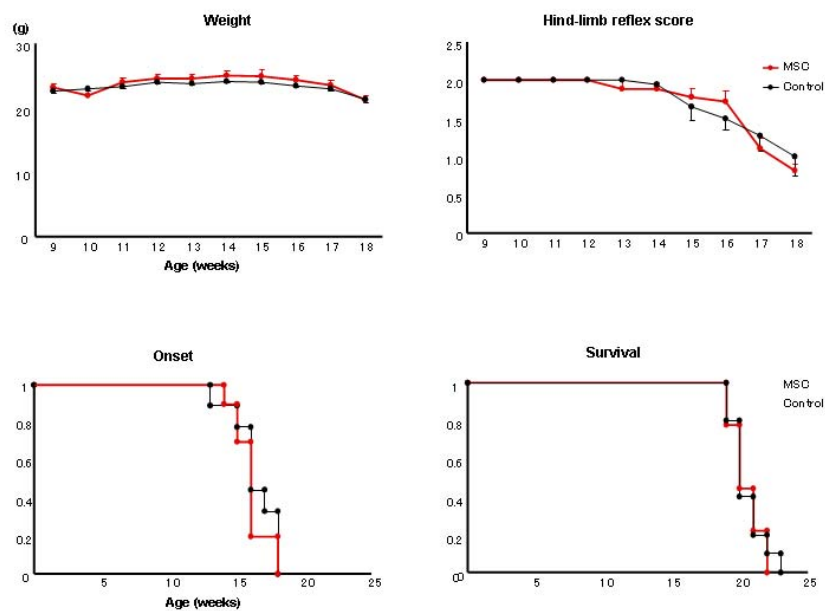 Weight
(g)
30
20
10
0
9 10 11 12 13 14 15 16 17 18
Age (weeks)
Hind-limb reflex score
2.5
2.0
1.5
1.0
0.5
0
9 10 11 12 13 14 15 16 17 18
MSC
Control
Onset
1
0.8
0.6
0.4
0.2
0
5 10 15 20 25
Age (weeks)
Survival
1
0.8
0.6
0.4
0.2
0
0
5 10 15 20 25
MSC
Control